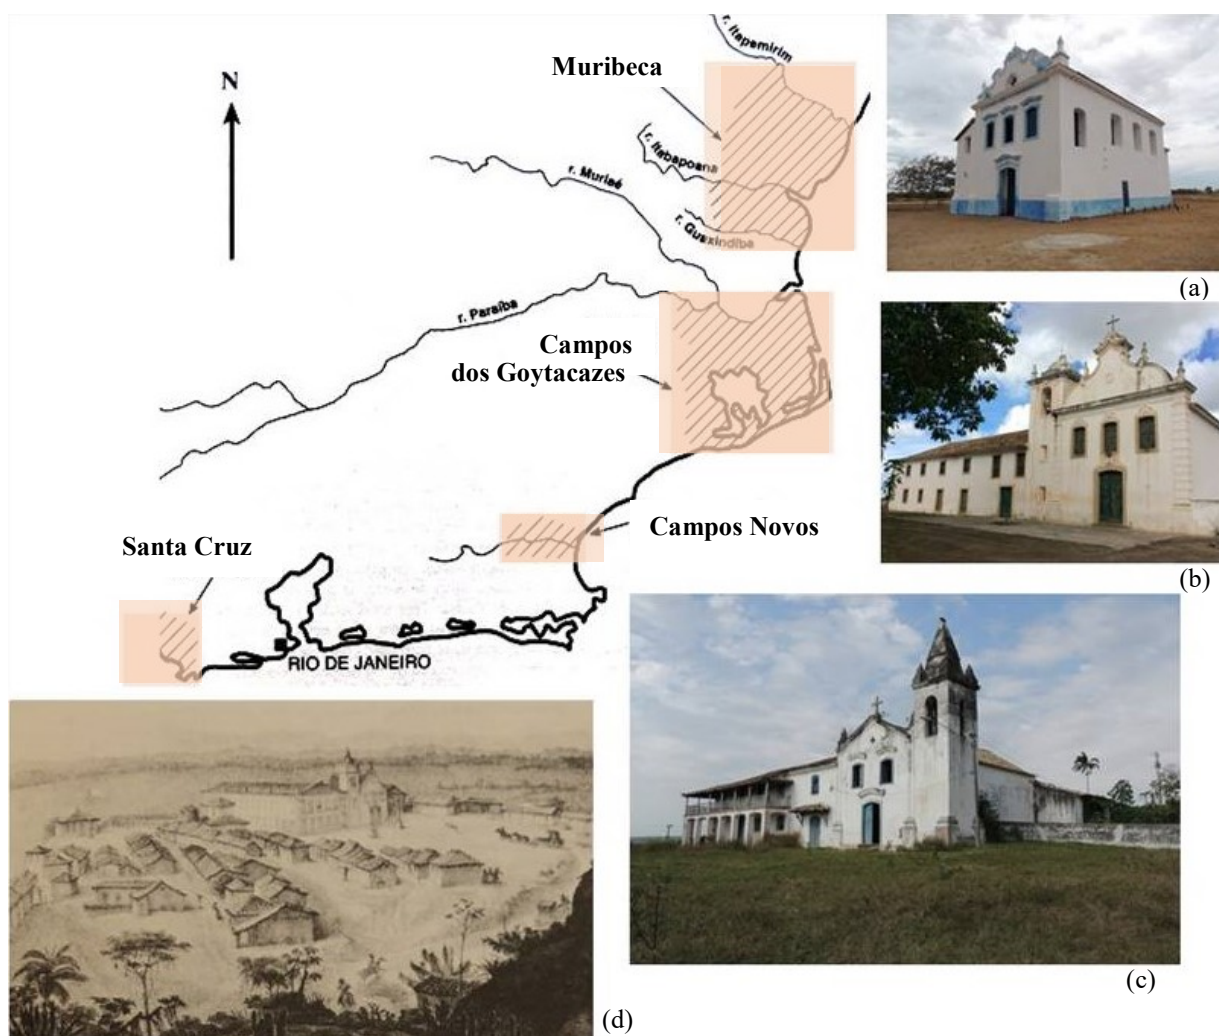 r. Itapemirim
Muribeca
N
r. Itabapoana
r. Muriaé
r. Guaxindiba
(a)
r. Paraíba
Campos
dos Goytacazes
(b)
Campos Novos
Santa Cruz
RIO DE JANEIRO
(c)
(d)